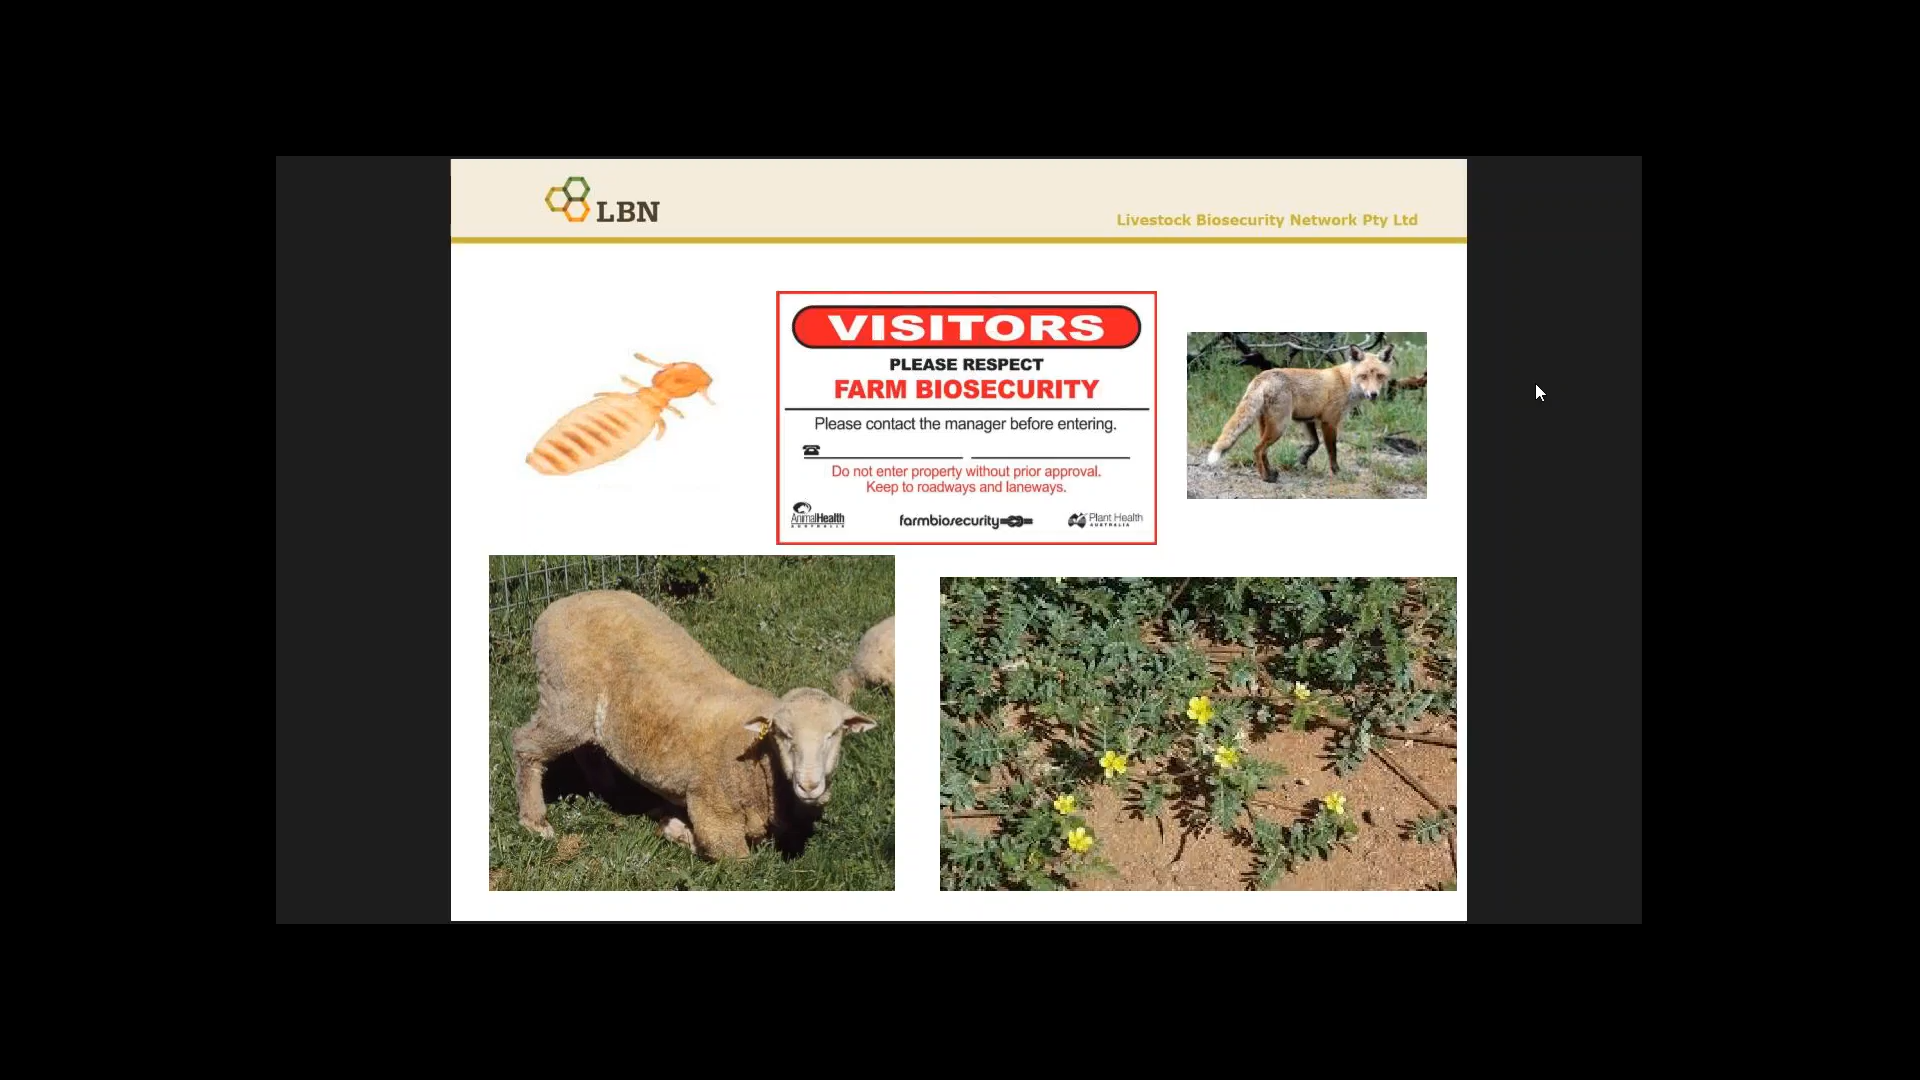 LBN
Livestock Biosecurity Network Pty Ltd
VISITORS
PLEASE RESPECT
FARM BIOSECURITY
Please contact the manager before entering.
Do not enter property without prior approval.
Keep to roadways and laneways.
AnimalHealth
AUSTRALIA
farmbiosecurity
Plant Health
AUSTRALIA